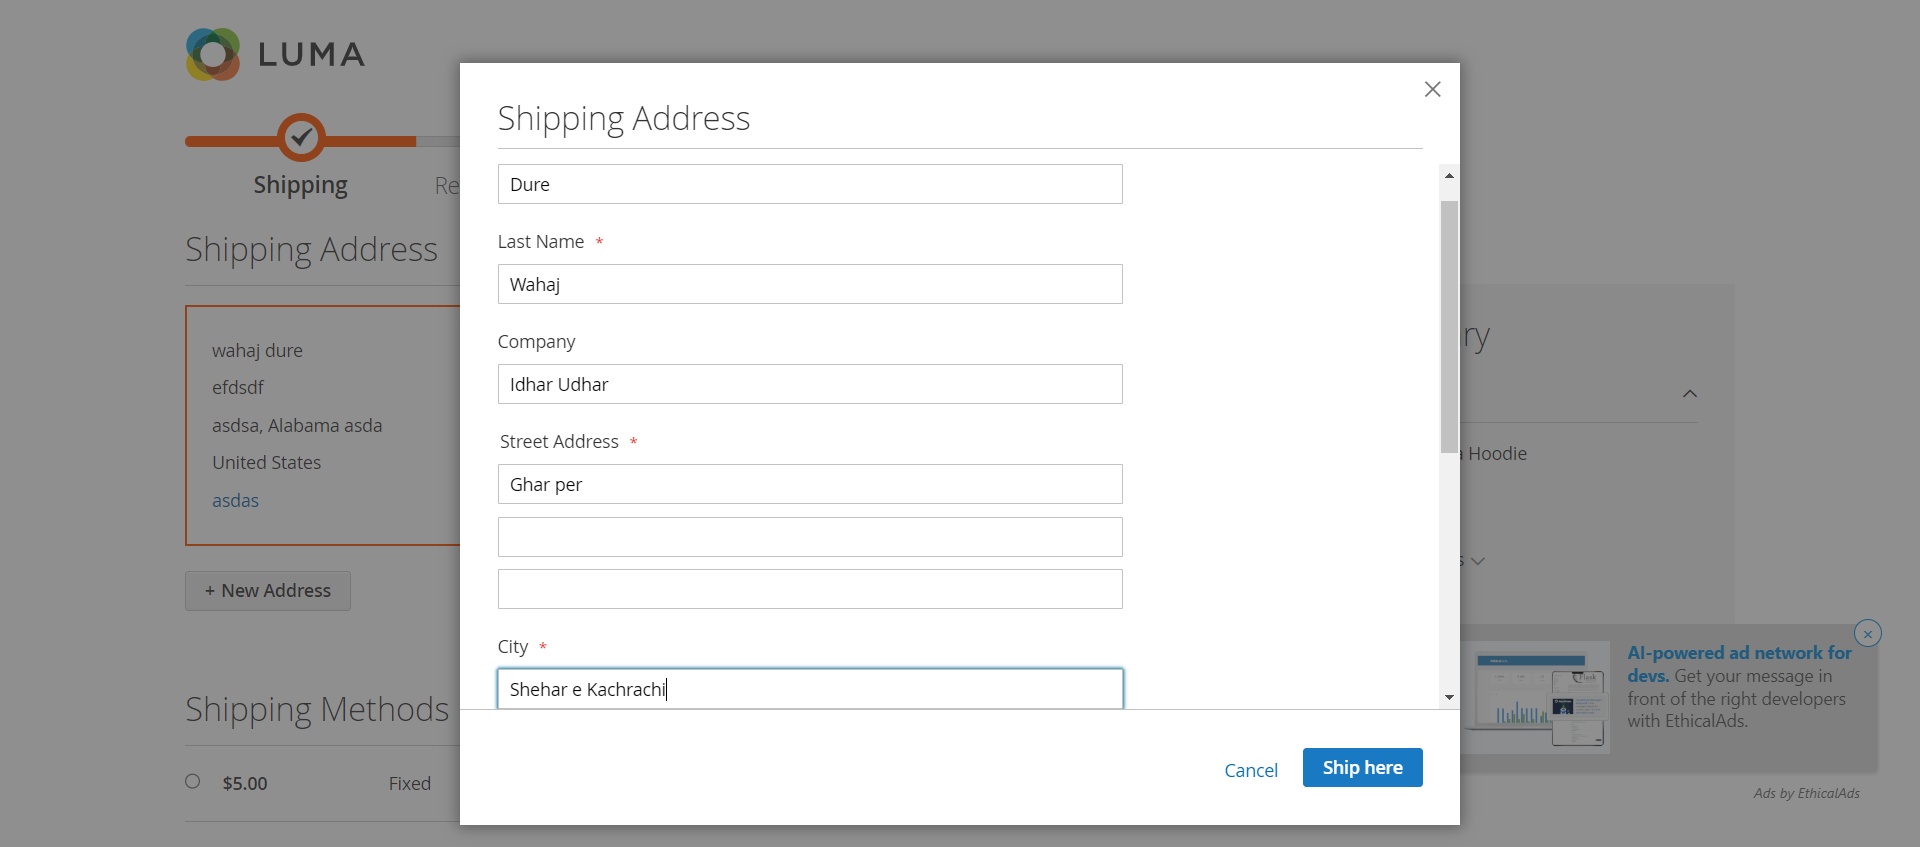 LUMA
Shipping
Re
Shipping Address
wahaj dure
efdsdf
asdsa, Alabama asda
United States
asdas
+ New Address
Shipping Methods
$5.00 Fixed
Shipping Address
Dure
Last Name *
Wahaj
Company
Idhar Udhar
Street Address *
Ghar per
City *
Shehar e Kachrachi
Cancel
Ship here
ry
a Hoodie
s
AI-powered ad network for
devs. Get your message in
front of the right developers
with EthicalAds.
Ads by EthicalAds